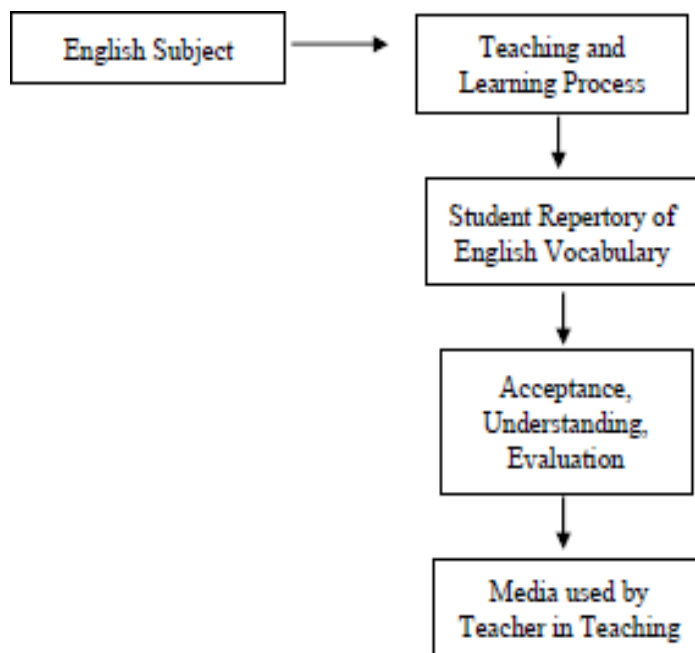 English Subject
Teaching and
Learning Process
Student Repertory of
English Vocabulary
Acceptance,
Understanding,
Evaluation
Media used by
Teacher in Teaching